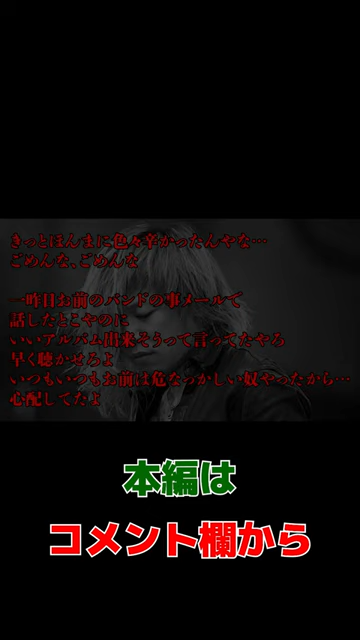 きっとほんまに色々辛かったんやな…
ごめんな、ごめんな
一昨日お前のバンドの事メールで
話したとこやのに
いいアルバム出来そうって言ってたやろ
早く聴かせろよ
いつもいつもお前は危なっかしい奴やったから…
心配してたよ
本編は
コメント欄から